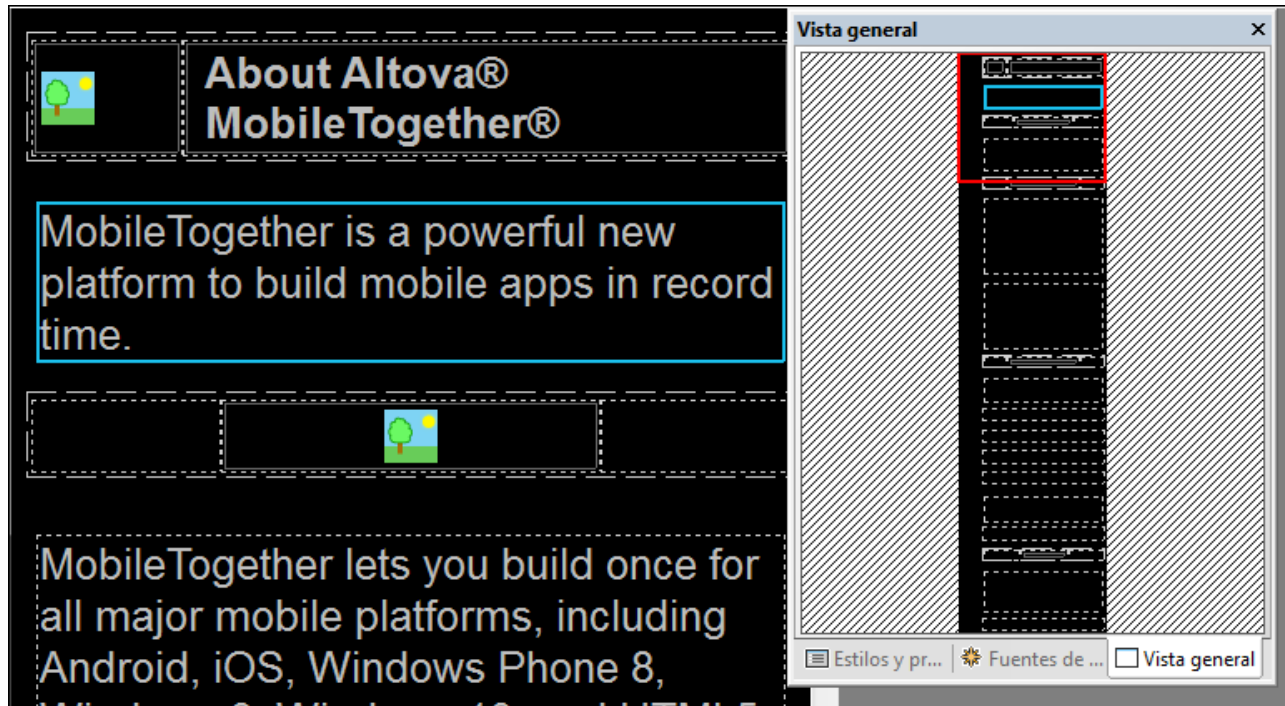 About Altova®
MobileTogether®
MobileTogether is a powerful new
platform to build mobile apps in record
time.
MobileTogether lets you build once for
all major mobile platforms, including
Android, iOS, Windows Phone 8,
Vista general
Estilos y pr...
Fuentes de ...
Vista general